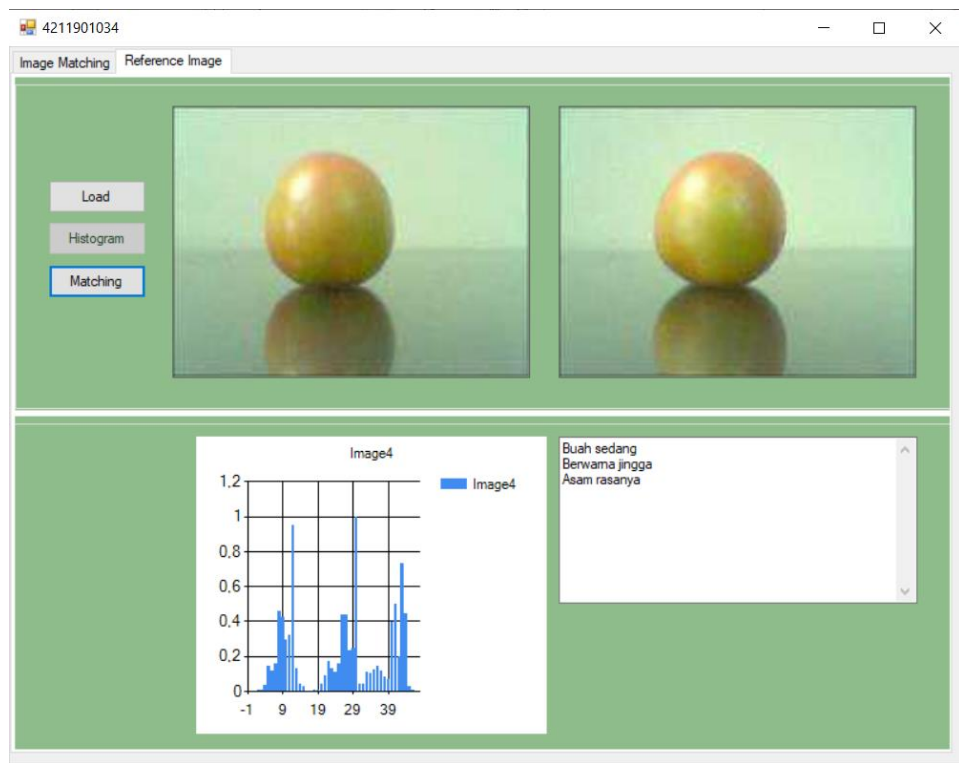 4211901034
Image Matching Reference Image
Load
Histogram
Matching
Image4
Image4
1,2
1
0,8
0,6
0,4
0,2
0
-1 9 19 29 39
Buah sedang
Berwarna jingga
Asam rasanya